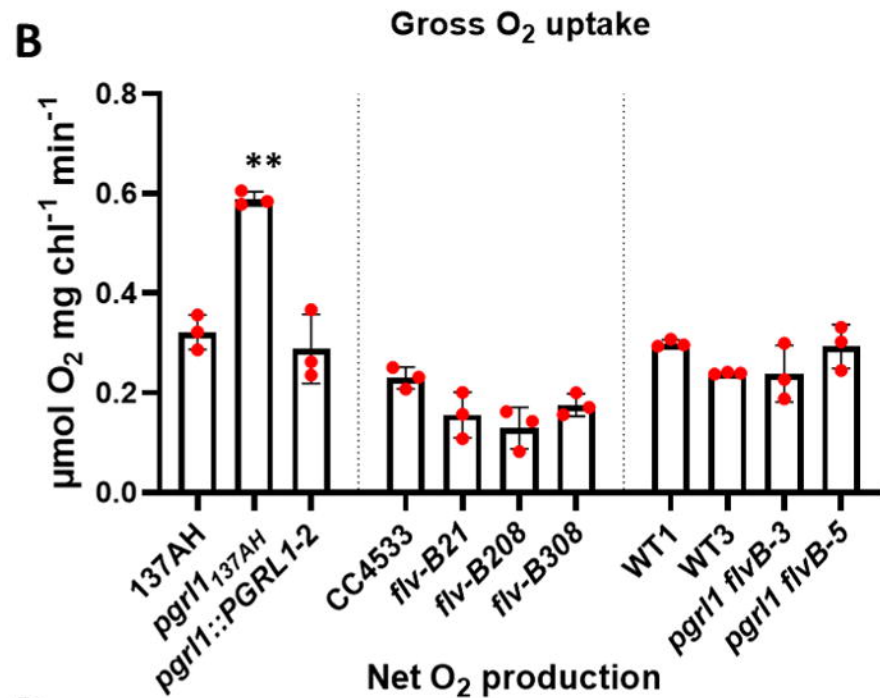 B
Gross O₂ uptake
µmol O₂ mg chl⁻¹ min⁻¹
0.8
0.6
0.4
0.2
0.0
**
137AH
pgrl1₁₃₇AH
pgrl1::PGRL1-2
CC4533
flv-B21
flv-B208
flv-B308
WT1
WT3
pgrl1 flvB-3
pgrl1 flvB-5
Net O₂ production